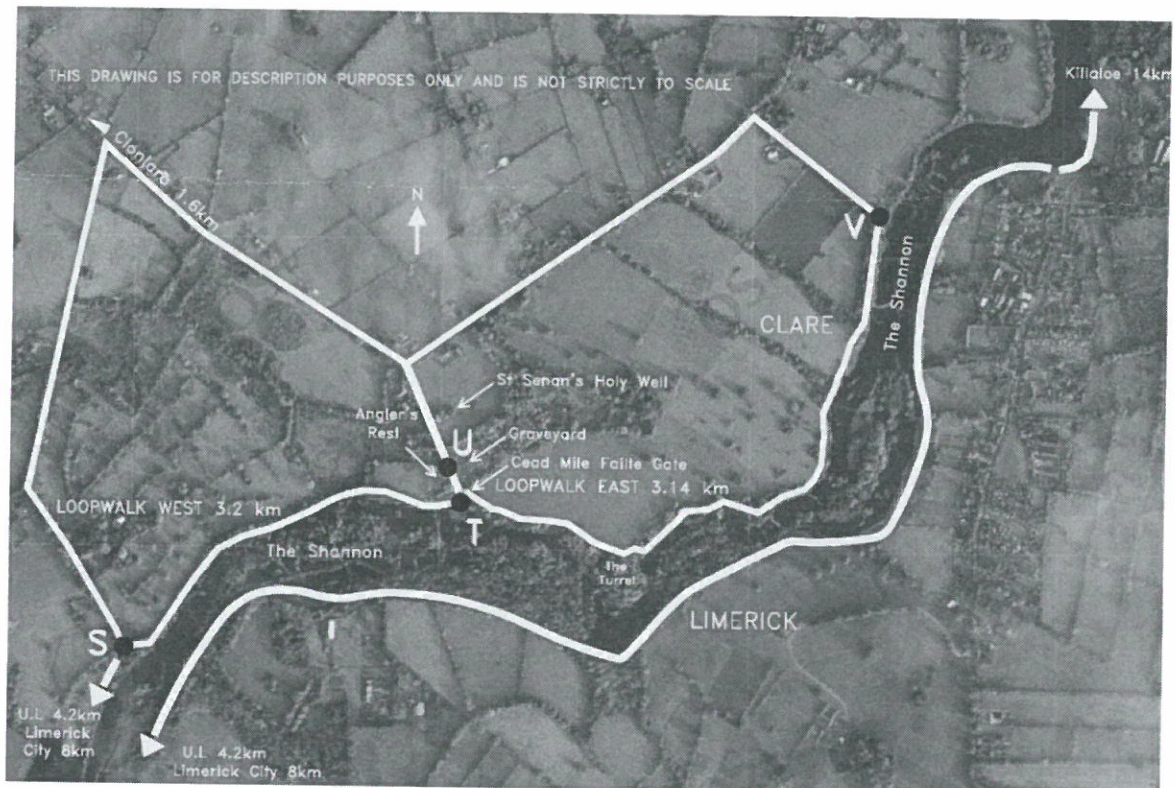 THIS DRAWING IS FOR DESCRIPTION PURPOSES ONLY AND IS NOT STRICTLY TO SCALE
Killaloe 14km
Clonlara 1.6km
N
V
The Shannon
CLARE
St Senan's Holy Well
Angler's
Rest
U
Graveyard
Cead Mile Failte Gate
LOOPWALK EAST 3.14 km
LOOPWALK WEST 3.2 km
T
The Shannon
The
Turret
LIMERICK
S
U.L 4.2km
Limerick
City 8km
U.L 4.2km
Limerick City 8km